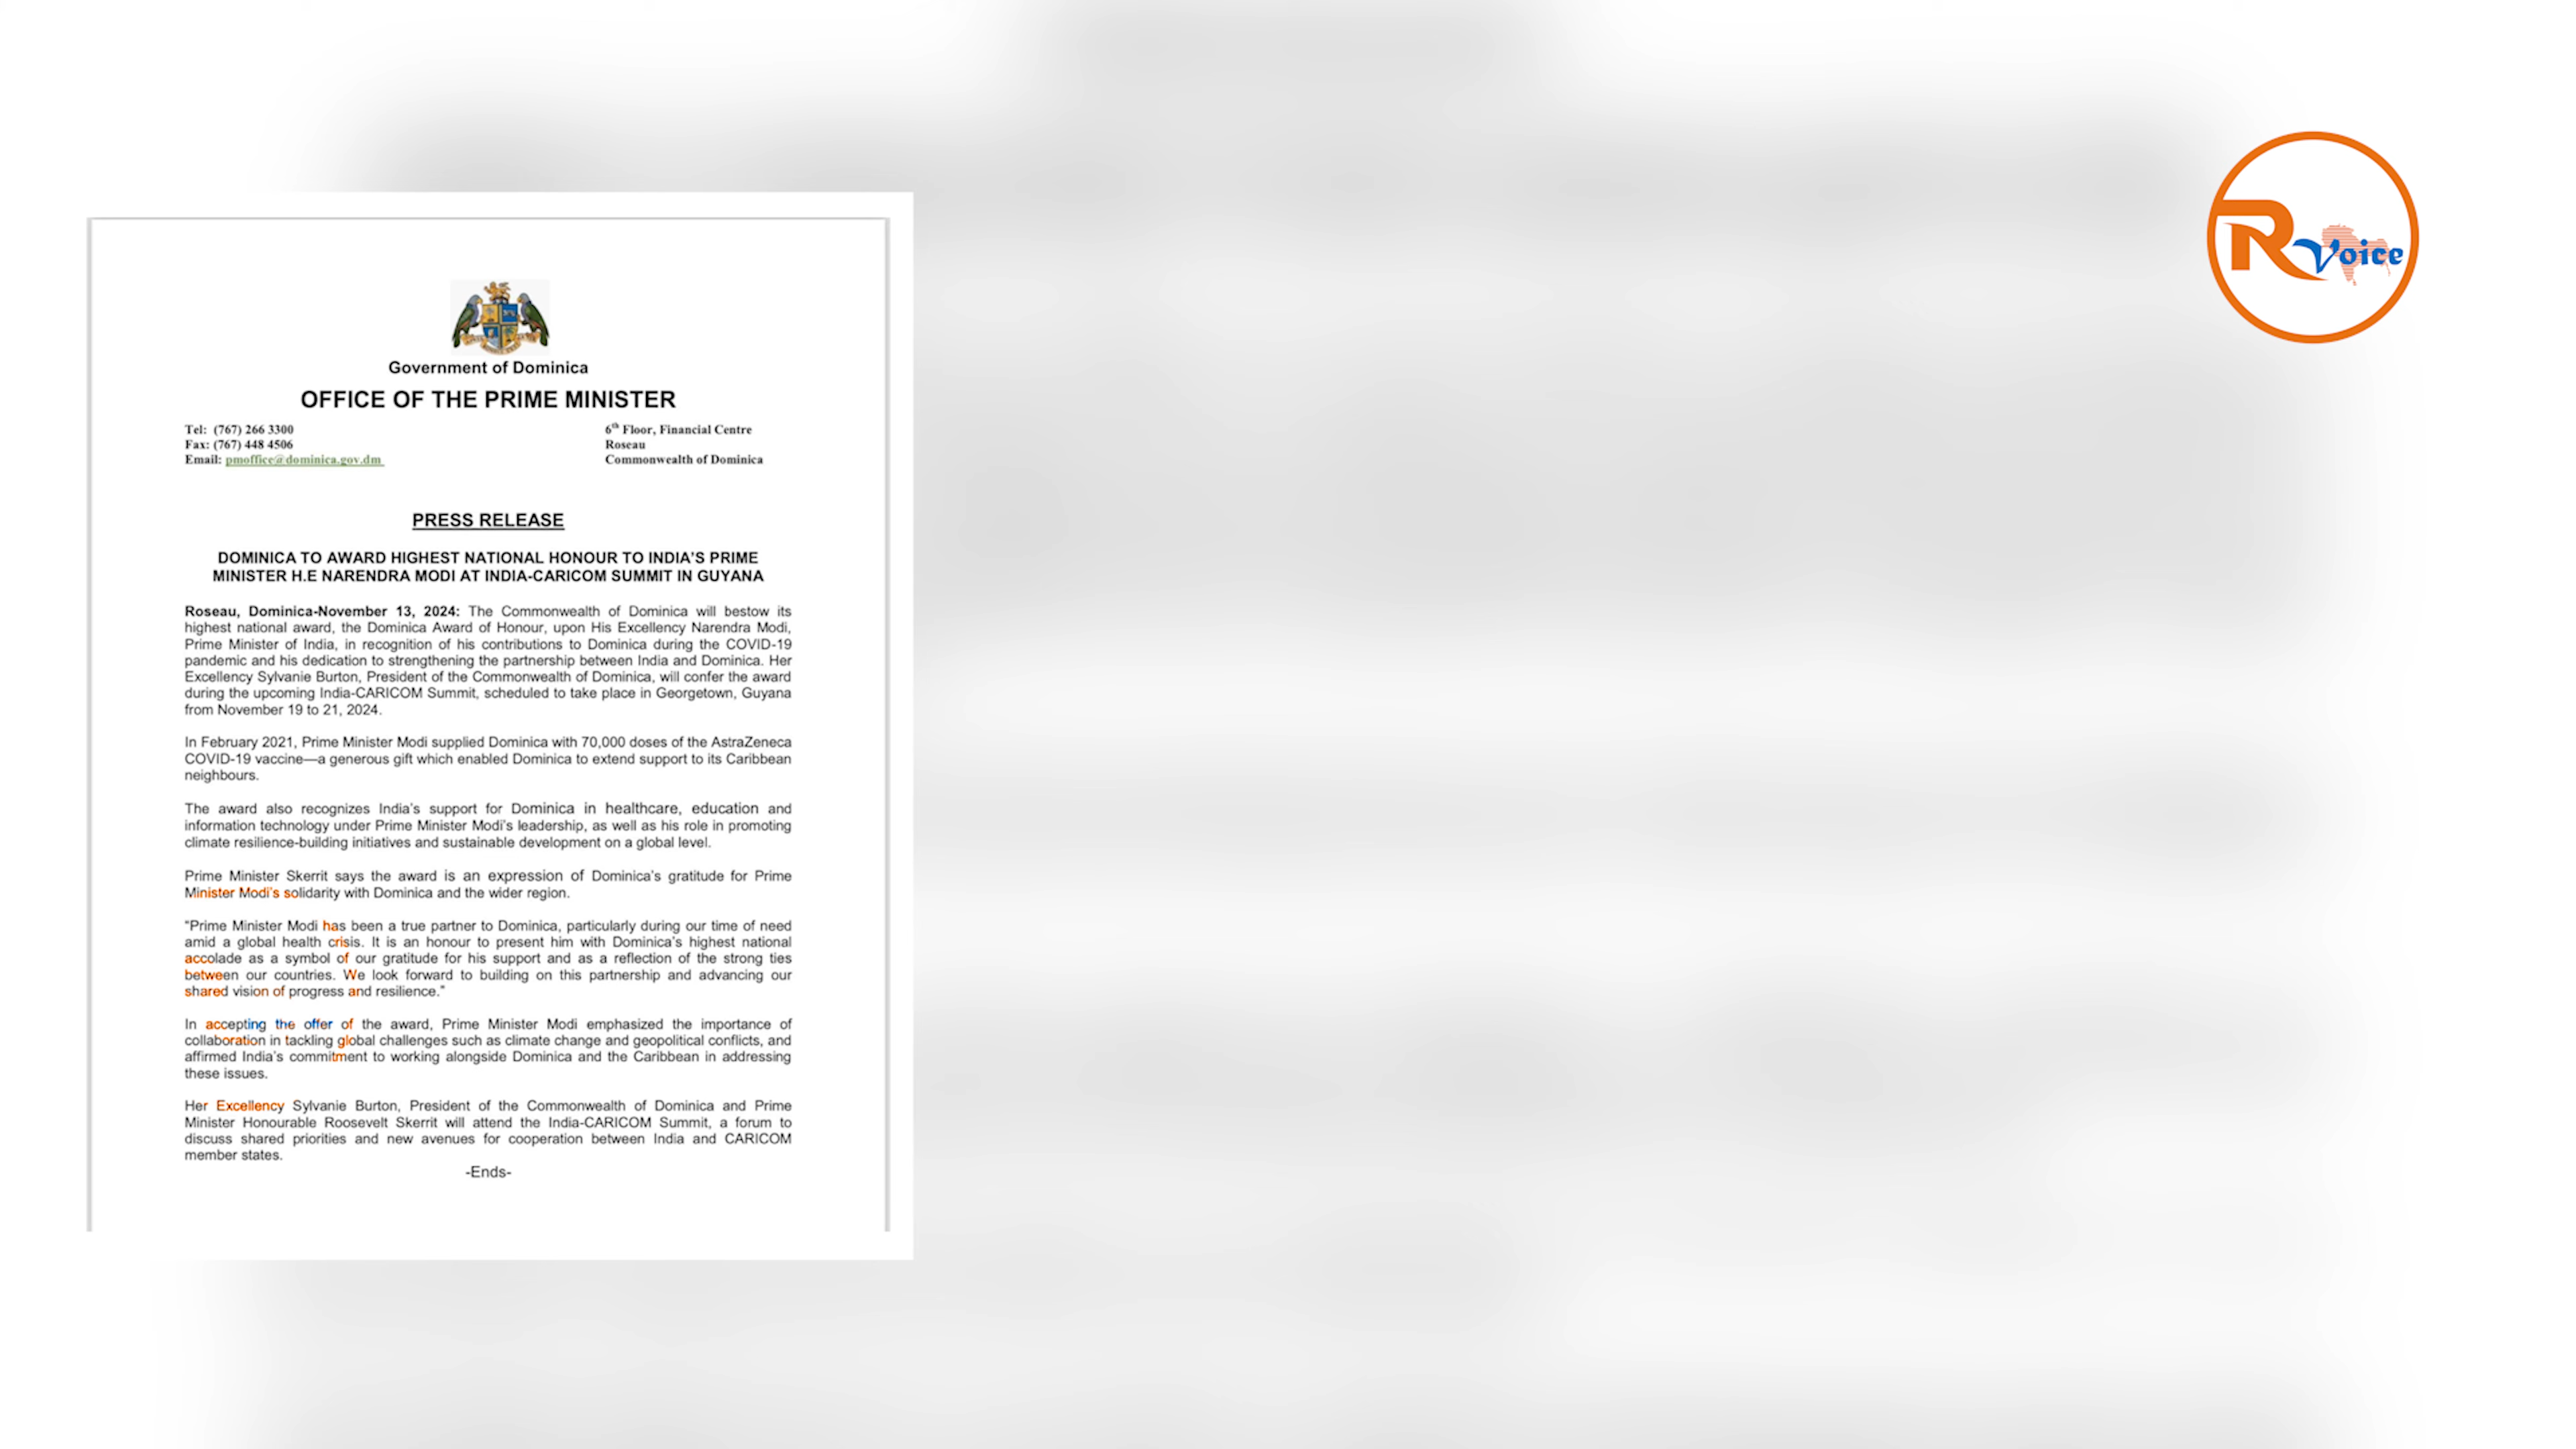 Government of Dominica
OFFICE OF THE PRIME MINISTER
Tel: (767) 266 3300
Fax: (767) 448 4506
Email: pmoffice@dominica.gov.dm
6th Floor, Financial Centre
Roseau
Commonwealth of Dominica
PRESS RELEASE
DOMINICA TO AWARD HIGHEST NATIONAL HONOUR TO INDIA'S PRIME
MINISTER H.E NARENDRA MODI AT INDIA-CARICOM SUMMIT IN GUYANA
Roseau, Dominica-November 13, 2024: The Commonwealth of Dominica will bestow its
highest national award, the Dominica Award of Honour, upon His Excellency Narendra Modi,
Prime Minister of India, in recognition of his contributions to Dominica during the COVID-19
pandemic and his dedication to strengthening the partnership between India and Dominica. Her
Excellency Sylvanie Burton, President of the Commonwealth of Dominica, will confer the award
during the upcoming India-CARICOM Summit, scheduled to take place in Georgetown, Guyana
from November 19 to 21, 2024.
In February 2021, Prime Minister Modi supplied Dominica with 70,000 doses of the AstraZeneca
COVID-19 vaccine—a generous gift which enabled Dominica to extend support to its Caribbean
neighbours.
The award also recognizes India's support for Dominica in healthcare, education and
information technology under Prime Minister Modi's leadership, as well as his role in promoting
climate resilience-building initiatives and sustainable development on a global level.
Prime Minister Skerrit says the award is an expression of Dominica's gratitude for Prime
Minister Modi's solidarity with Dominica and the wider region.
"Prime Minister Modi has been a true partner to Dominica, particularly during our time of need
amid a global health crisis. It is an honour to present him with Dominica's highest national
accolade as a symbol of our gratitude for his support and as a reflection of the strong ties
between our countries. We look forward to building on this partnership and advancing our
shared vision of progress and resilience."
In accepting the offer of the award, Prime Minister Modi emphasized the importance of
collaboration in tackling global challenges such as climate change and geopolitical conflicts, and
affirmed India's commitment to working alongside Dominica and the Caribbean in addressing
these issues.
Her Excellency Sylvanie Burton, President of the Commonwealth of Dominica and Prime
Minister Honourable Roosevelt Skerrit will attend the India-CARICOM Summit, a forum to
discuss shared priorities and new avenues for cooperation between India and CARICOM
member states.
-Ends-
R Voice